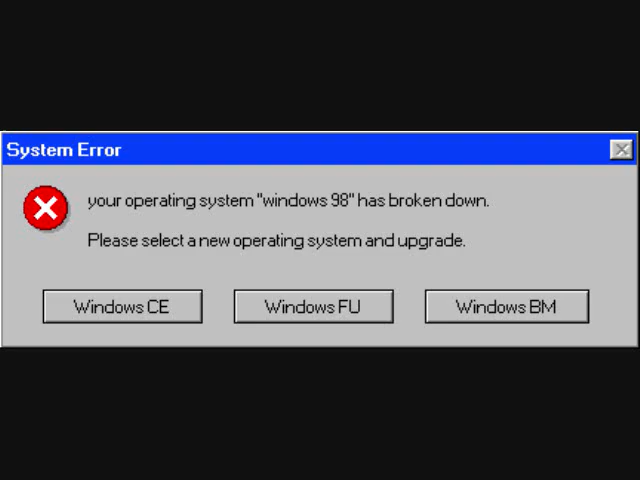 System Error
your operating system "windows 98" has broken down.
Please select a new operating system and upgrade.
Windows CE
Windows FU
Windows BM